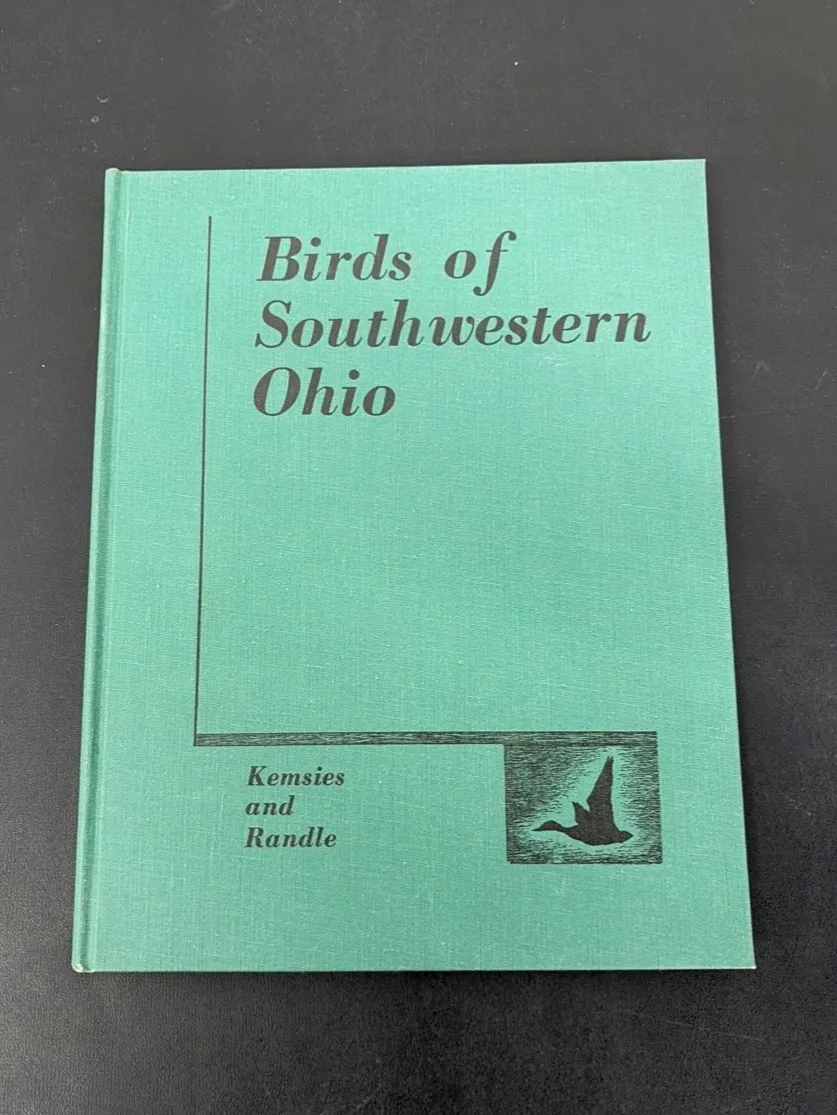 Birds of
Southwestern
Ohio
Kemsies
and
Randle